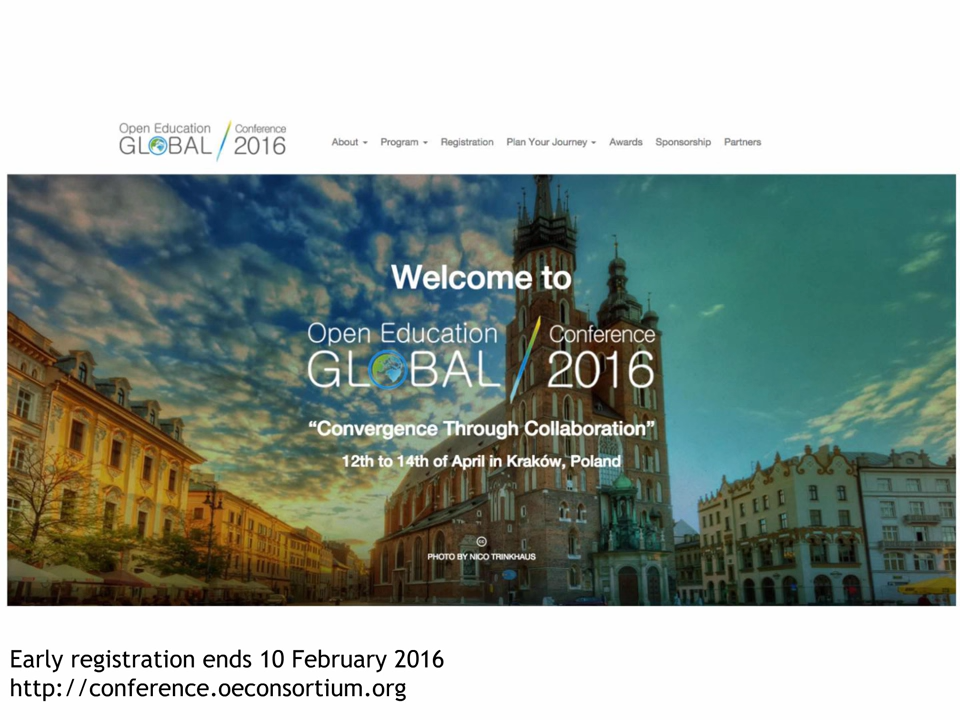 Open Education Conference
GLOBAL 2016
About Program Registration Plan Your Journey Awards Sponsorship Partners
Welcome to
Open Education Conference
GLOBAL 2016
“Convergence Through Collaboration”
12th to 14th of April in Kraków, Poland
cc
PHOTO BY NICO TRINKHAUS
Early registration ends 10 February 2016
http://conference.oeconsortium.org